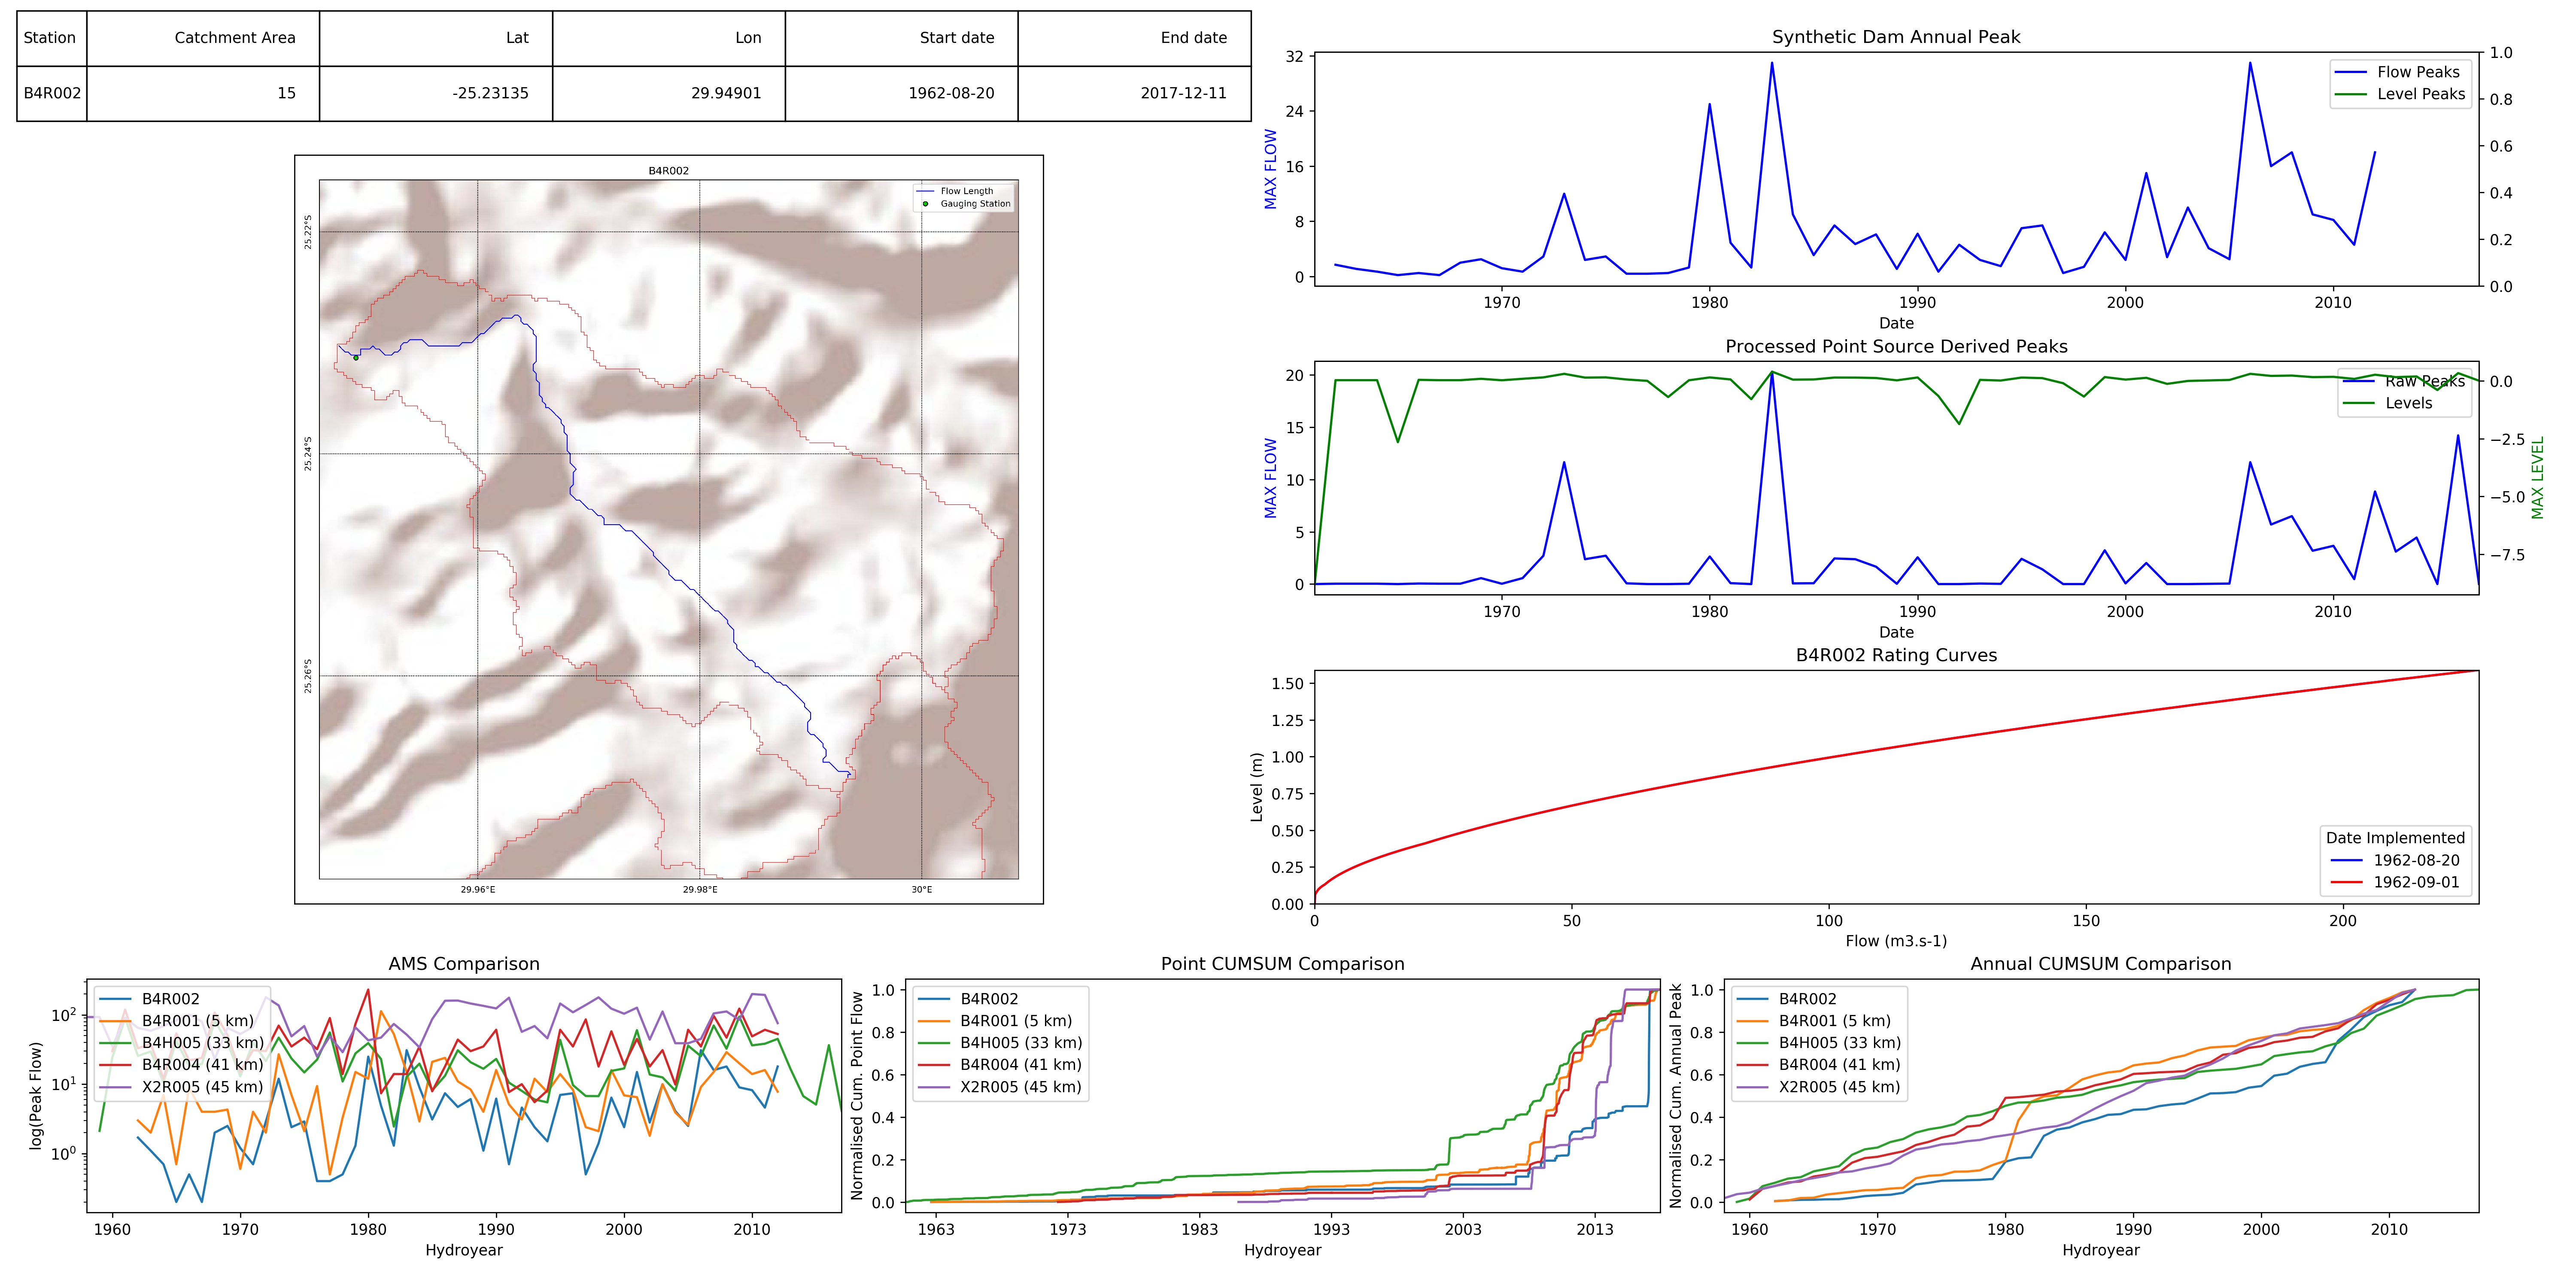 Station Catchment Area Lat Lon Start date End date
B4R002 15 -25.23135 29.94901 1962-08-20 2017-12-11
B4R002
Flow Length
Gauging Station
25.22°S
25.24°S
25.26°S
29.96°E 29.98°E 30°E
Synthetic Dam Annual Peak
Flow Peaks
Level Peaks
MAX FLOW
32
24
16
8
0
1.0
0.8
0.6
0.4
0.2
0.0
1970 1980 1990 2000 2010
Date
Processed Point Source Derived Peaks
Raw Peaks
Levels
MAX FLOW
20
15
10
5
0
0.0
−2.5
−5.0
−7.5
MAX LEVEL
1970 1980 1990 2000 2010
Date
B4R002 Rating Curves
Level (m)
1.50
1.25
1.00
0.75
0.50
0.25
0.00
Date Implemented
1962-08-20
1962-09-01
0 50 100 150 200
Flow (m3.s-1)
AMS Comparison
log(Peak Flow)
10²
10¹
10⁰
B4R002
B4R001 (5 km)
B4H005 (33 km)
B4R004 (41 km)
X2R005 (45 km)
1960 1970 1980 1990 2000 2010
Hydroyear
Point CUMSUM Comparison
Normalised Cum. Point Flow
1.0
0.8
0.6
0.4
0.2
0.0
B4R002
B4R001 (5 km)
B4H005 (33 km)
B4R004 (41 km)
X2R005 (45 km)
1963 1973 1983 1993 2003 2013
Hydroyear
Annual CUMSUM Comparison
Normalised Cum. Annual Peak
1.0
0.8
0.6
0.4
0.2
0.0
B4R002
B4R001 (5 km)
B4H005 (33 km)
B4R004 (41 km)
X2R005 (45 km)
1960 1970 1980 1990 2000 2010
Hydroyear